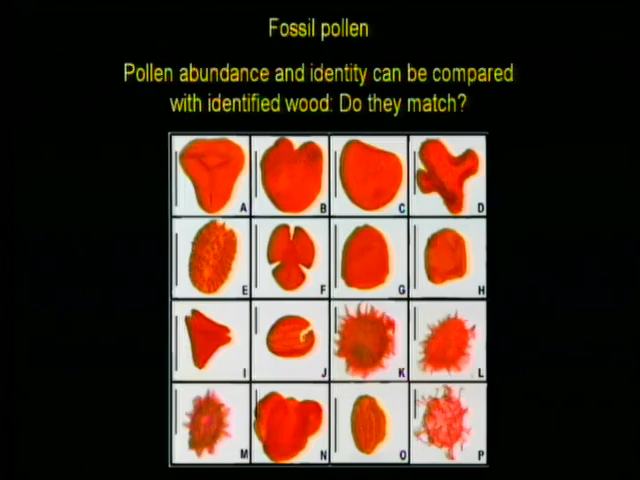 Fossil pollen
Pollen abundance and identity can be compared
with identified wood: Do they match?
A B C D
E F G H
I J K L
M N O P